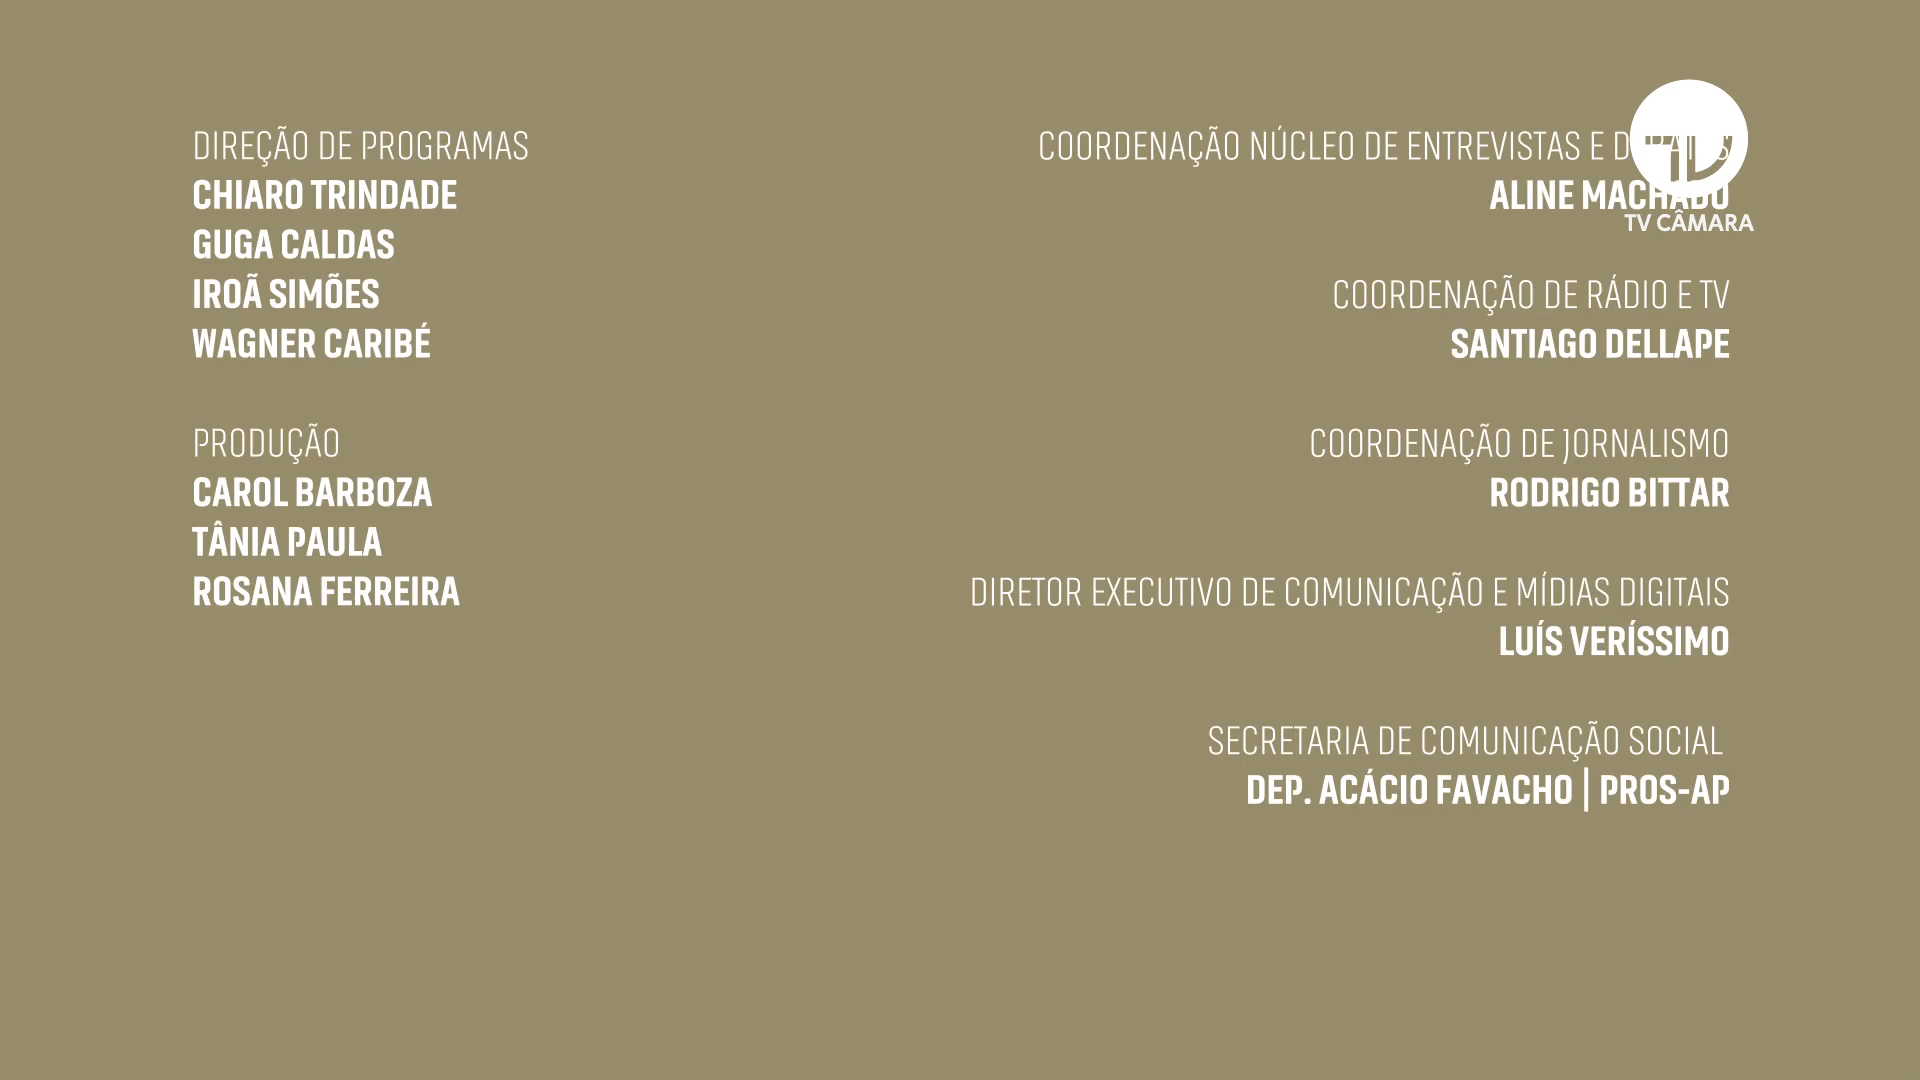 DIREÇÃO DE PROGRAMAS
CHIARO TRINDADE
GUGA CALDAS
IROÃ SIMÕES
WAGNER CARIBÉ
PRODUÇÃO
CAROL BARBOZA
TÂNIA PAULA
ROSANA FERREIRA
COORDENAÇÃO NÚCLEO DE ENTREVISTAS E
ALINE MACHADO
TV CÂMARA
COORDENAÇÃO DE RÁDIO E TV
SANTIAGO DELLAPE
COORDENAÇÃO DE JORNALISMO
RODRIGO BITTAR
DIRETOR EXECUTIVO DE COMUNICAÇÃO E MÍDIAS DIGITAIS
LUÍS VERÍSSIMO
SECRETARIA DE COMUNICAÇÃO SOCIAL
DEP. ACÁCIO FAVACHO | PROS-AP